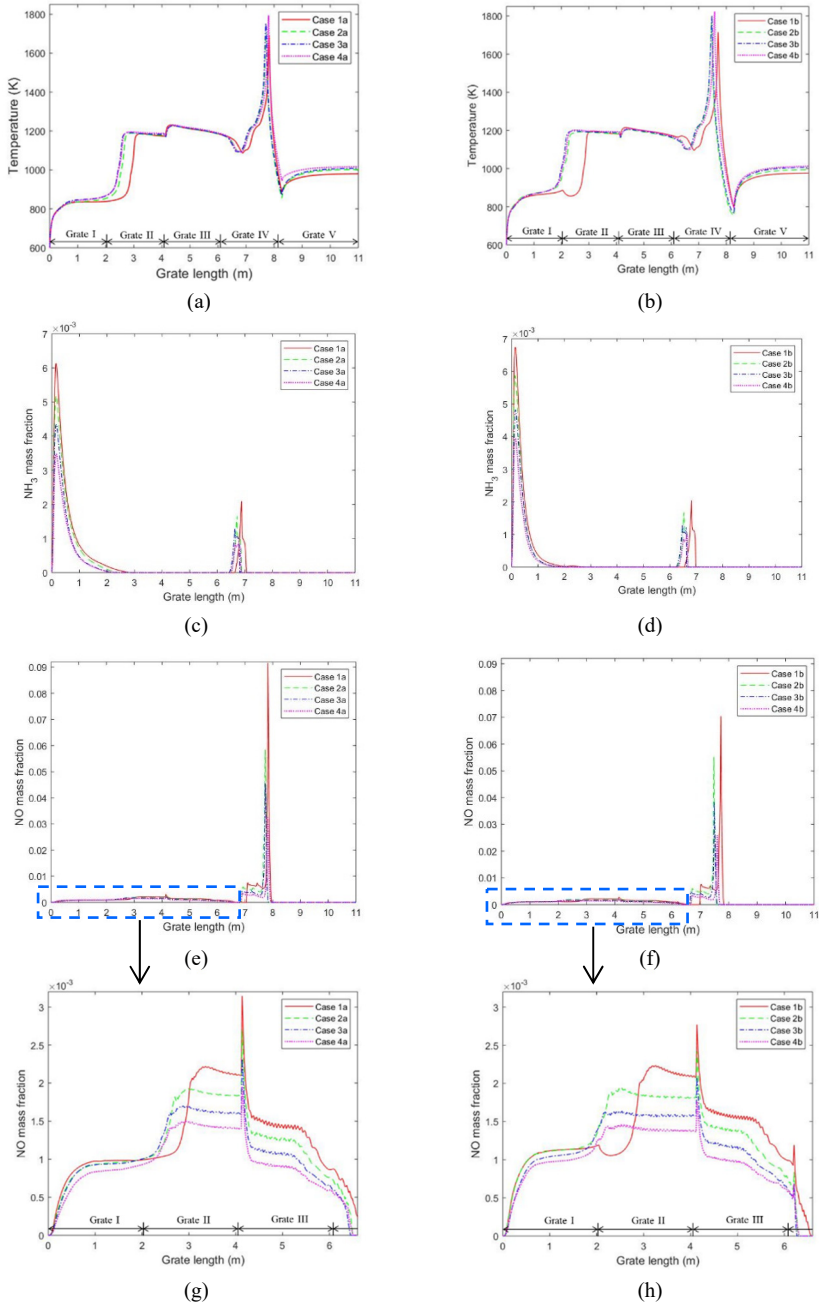 1800
1600
1400
1200
1000
800
600
Temperature (K)
Case 1a
Case 2a
Case 3a
Case 4a
Grate I Grate II Grate III Grate IV Grate V
0 1 2 3 4 5 6 7 8 9 10 11
Grate length (m)
(a)
1800
1600
1400
1200
1000
800
600
Temperature (K)
Case 1b
Case 2b
Case 3b
Case 4b
Grate I Grate II Grate III Grate IV Grate V
0 1 2 3 4 5 6 7 8 9 10 11
Grate length (m)
(b)
×10⁻³
7
6
5
4
3
2
1
0
NH₃ mass fraction
Case 1a
Case 2a
Case 3a
Case 4a
0 1 2 3 4 5 6 7 8 9 10 11
Grate length (m)
(c)
×10⁻³
7
6
5
4
3
2
1
0
NH₃ mass fraction
Case 1b
Case 2b
Case 3b
Case 4b
0 1 2 3 4 5 6 7 8 9 10 11
Grate length (m)
(d)
0.09
0.08
0.07
0.06
0.05
0.04
0.03
0.02
0.01
0
NO mass fraction
Case 1a
Case 2a
Case 3a
Case 4a
0 1 2 3 4 5 6 7 8 9 10 11
Grate length (m)
(e)
0.09
0.08
0.07
0.06
0.05
0.04
0.03
0.02
0.01
0
NO mass fraction
Case 1b
Case 2b
Case 3b
Case 4b
0 1 2 3 4 5 6 7 8 9 10 11
Grate length (m)
(f)
×10⁻³
3
2.5
2
1.5
1
0.5
0
NO mass fraction
Case 1a
Case 2a
Case 3a
Case 4a
Grate I Grate II Grate III
0 1 2 3 4 5 6
Grate length (m)
(g)
×10⁻³
3
2.5
2
1.5
1
0.5
0
NO mass fraction
Case 1b
Case 2b
Case 3b
Case 4b
Grate I Grate II Grate III
0 1 2 3 4 5 6
Grate length (m)
(h)